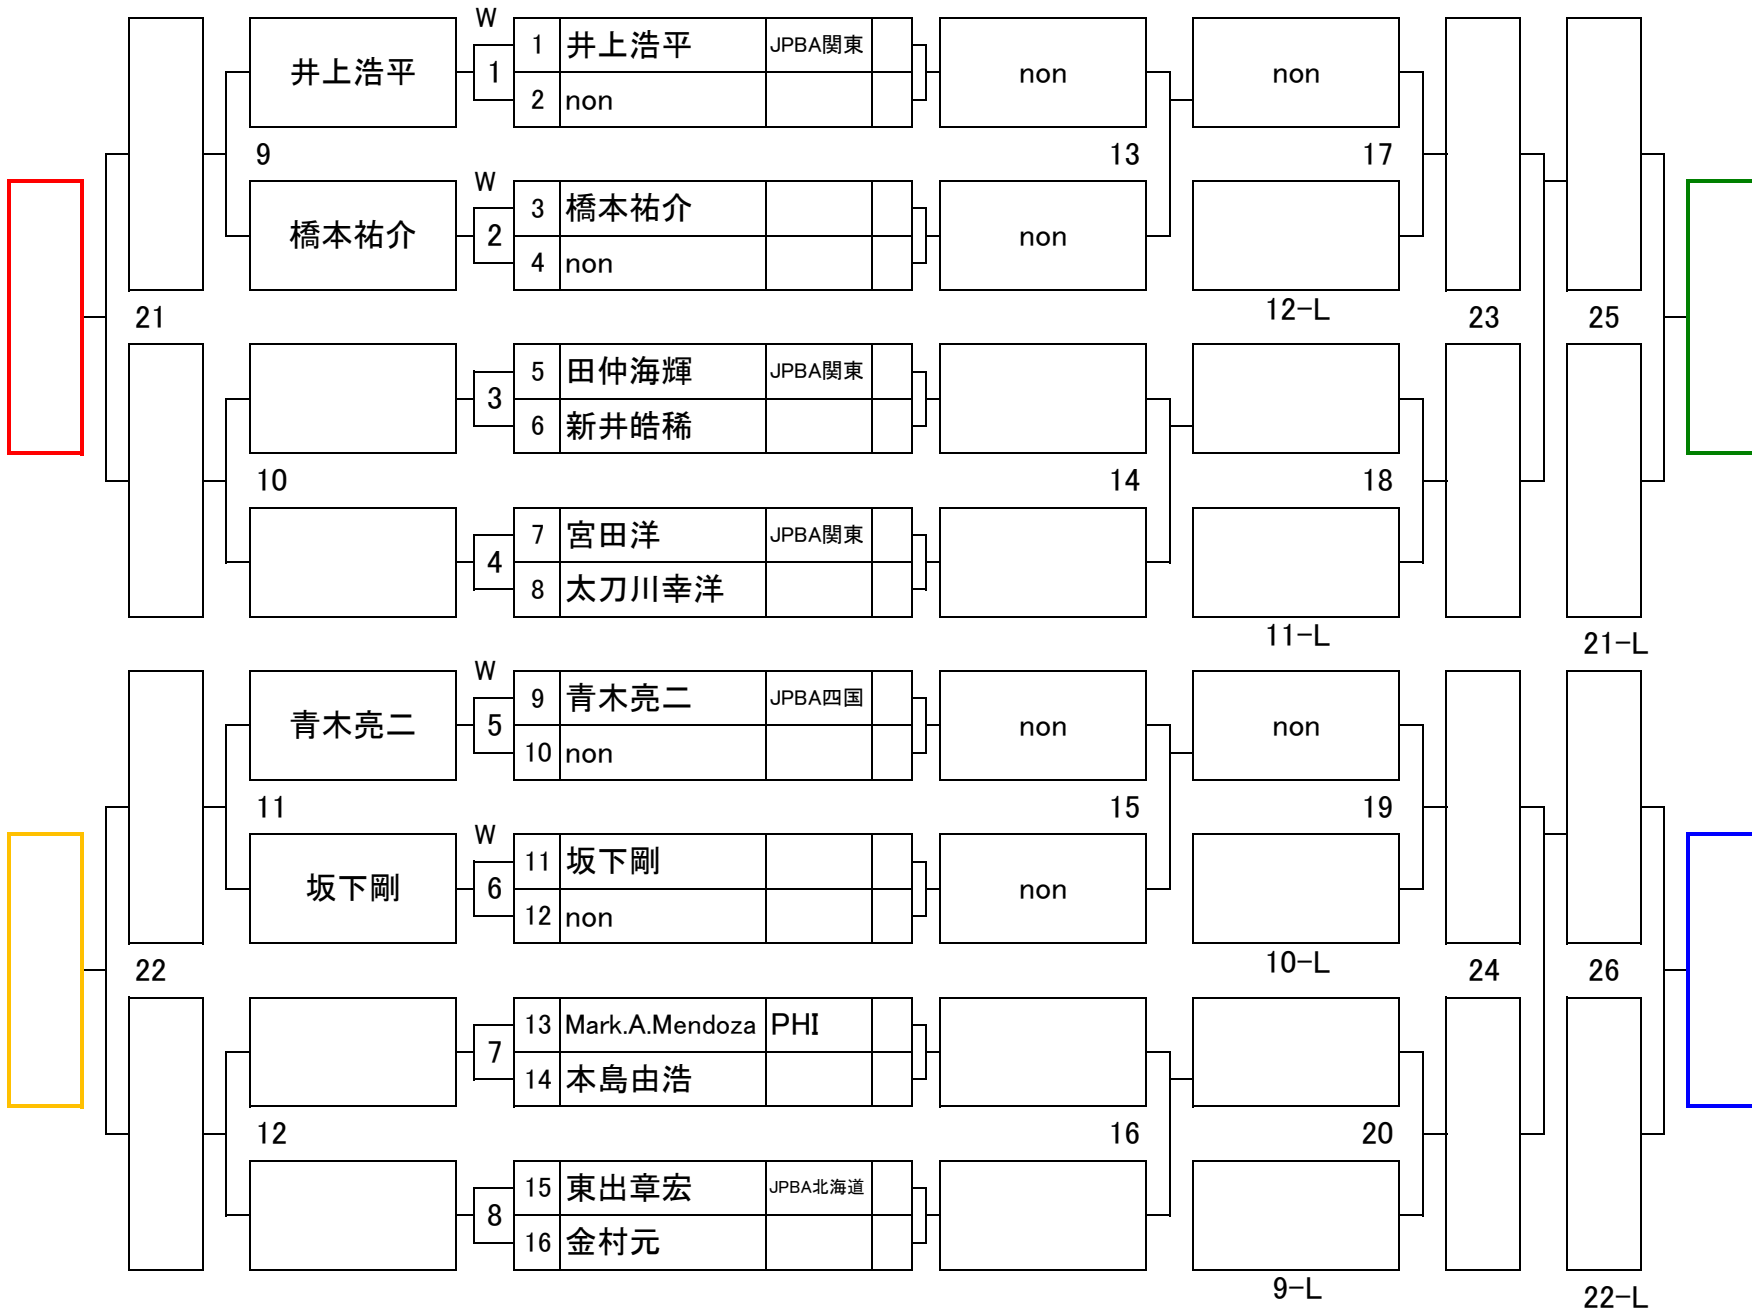 W
井上浩平 1 1 井上浩平 JPBA関東 non non
2 non
9 13 17
W
橋本祐介 2 3 橋本祐介 non
4 non
12-L
21 23 25
3 5 田仲海輝 JPBA関東
6 新井皓稀
10 14 18
4 7 宮田洋 JPBA関東
8 太刀川幸洋
11-L
21-L
W
青木亮二 5 9 青木亮二 JPBA四国 non non
10 non
11 15 19
W
坂下剛 6 11 坂下剛 non
12 non
10-L
22 24 26
7 13 Mark.A.Mendoza PHI
14 本島由浩
12 16 20
8 15 東出章宏 JPBA北海道
16 金村元
9-L
22-L